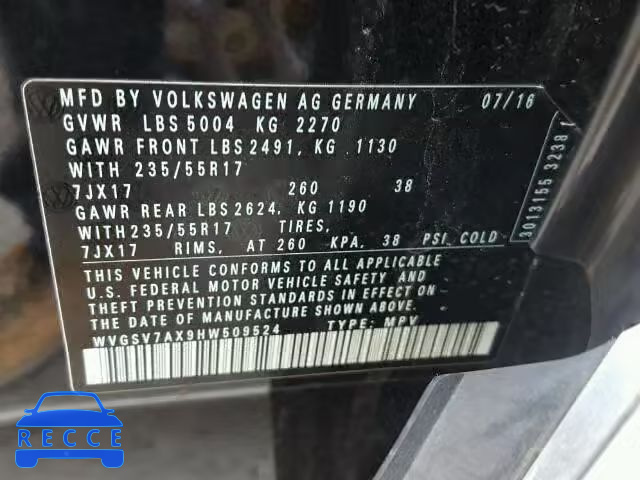 MFD BY VOLKSWAGEN AG GERMANY 07/16
GVWR LBS 5004 KG 2270
GAWR FRONT LBS 2491, KG 1130
WITH 235/55R17
7JX17 260 38
GAWR REAR LBS 2624, KG 1190
WITH 235/55R17 TIRES,
7JX17 RIMS, AT 260 KPA, 38 PSI, COLD
THIS VEHICLE CONFORMS TO ALL APPLICABLE
U.S. FEDERAL MOTOR VEHICLE SAFETY AND
THEFT PREVENTION STANDARDS IN EFFECT ON
THE DATE OF MANUFACTURE SHOWN ABOVE.
WVGSV7AX9HW509524 TYPE: MPV
3013155 3238
RECORD